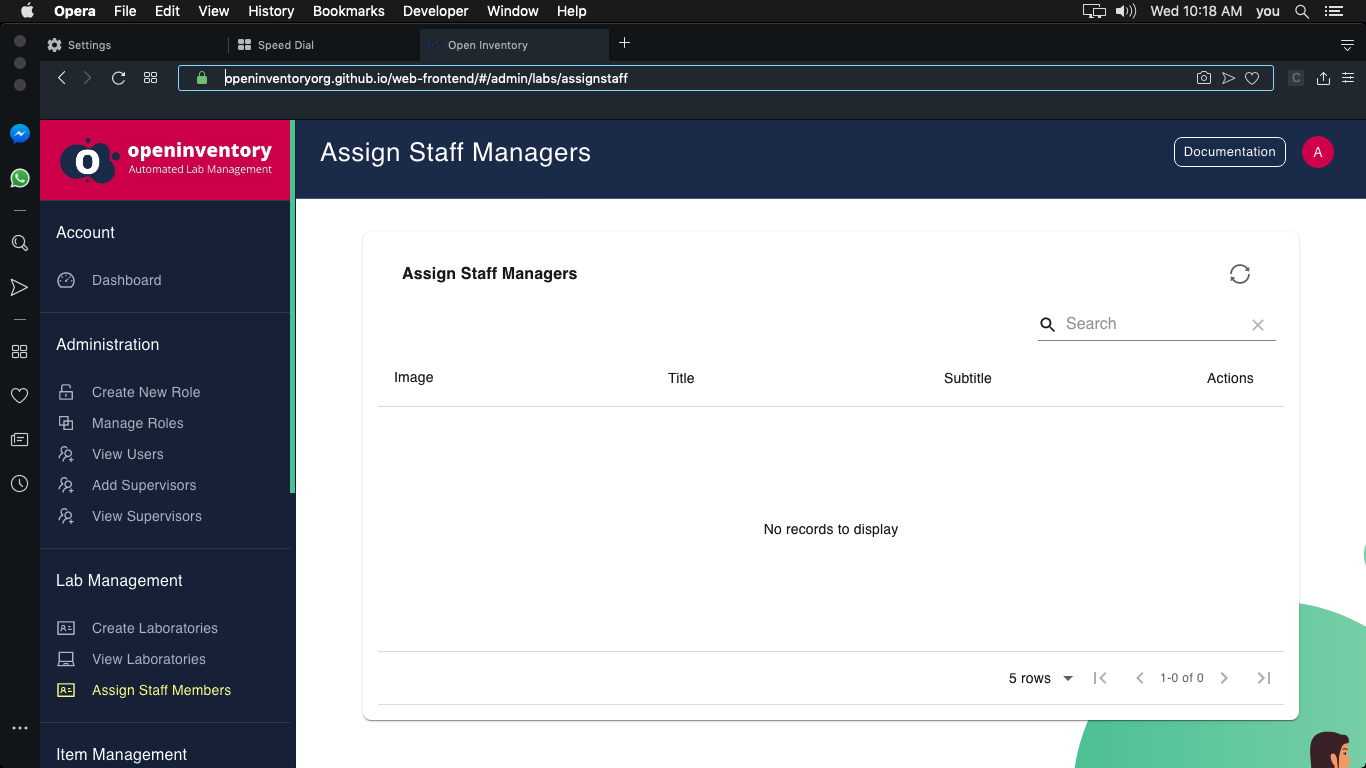 Opera File Edit View History Bookmarks Developer Window Help Wed 10:18 AM you
Settings Speed Dial Open Inventory
openinventoryorg.github.io/web-frontend/#/admin/labs/assignstaff C
openinventory
Automated Lab Management
Assign Staff Managers Documentation A
Account
Dashboard
Administration
Create New Role
Manage Roles
View Users
Add Supervisors
View Supervisors
Lab Management
Create Laboratories
View Laboratories
Assign Staff Members
Item Management
Assign Staff Managers
Search
Image Title Subtitle Actions
No records to display
5 rows 1-0 of 0